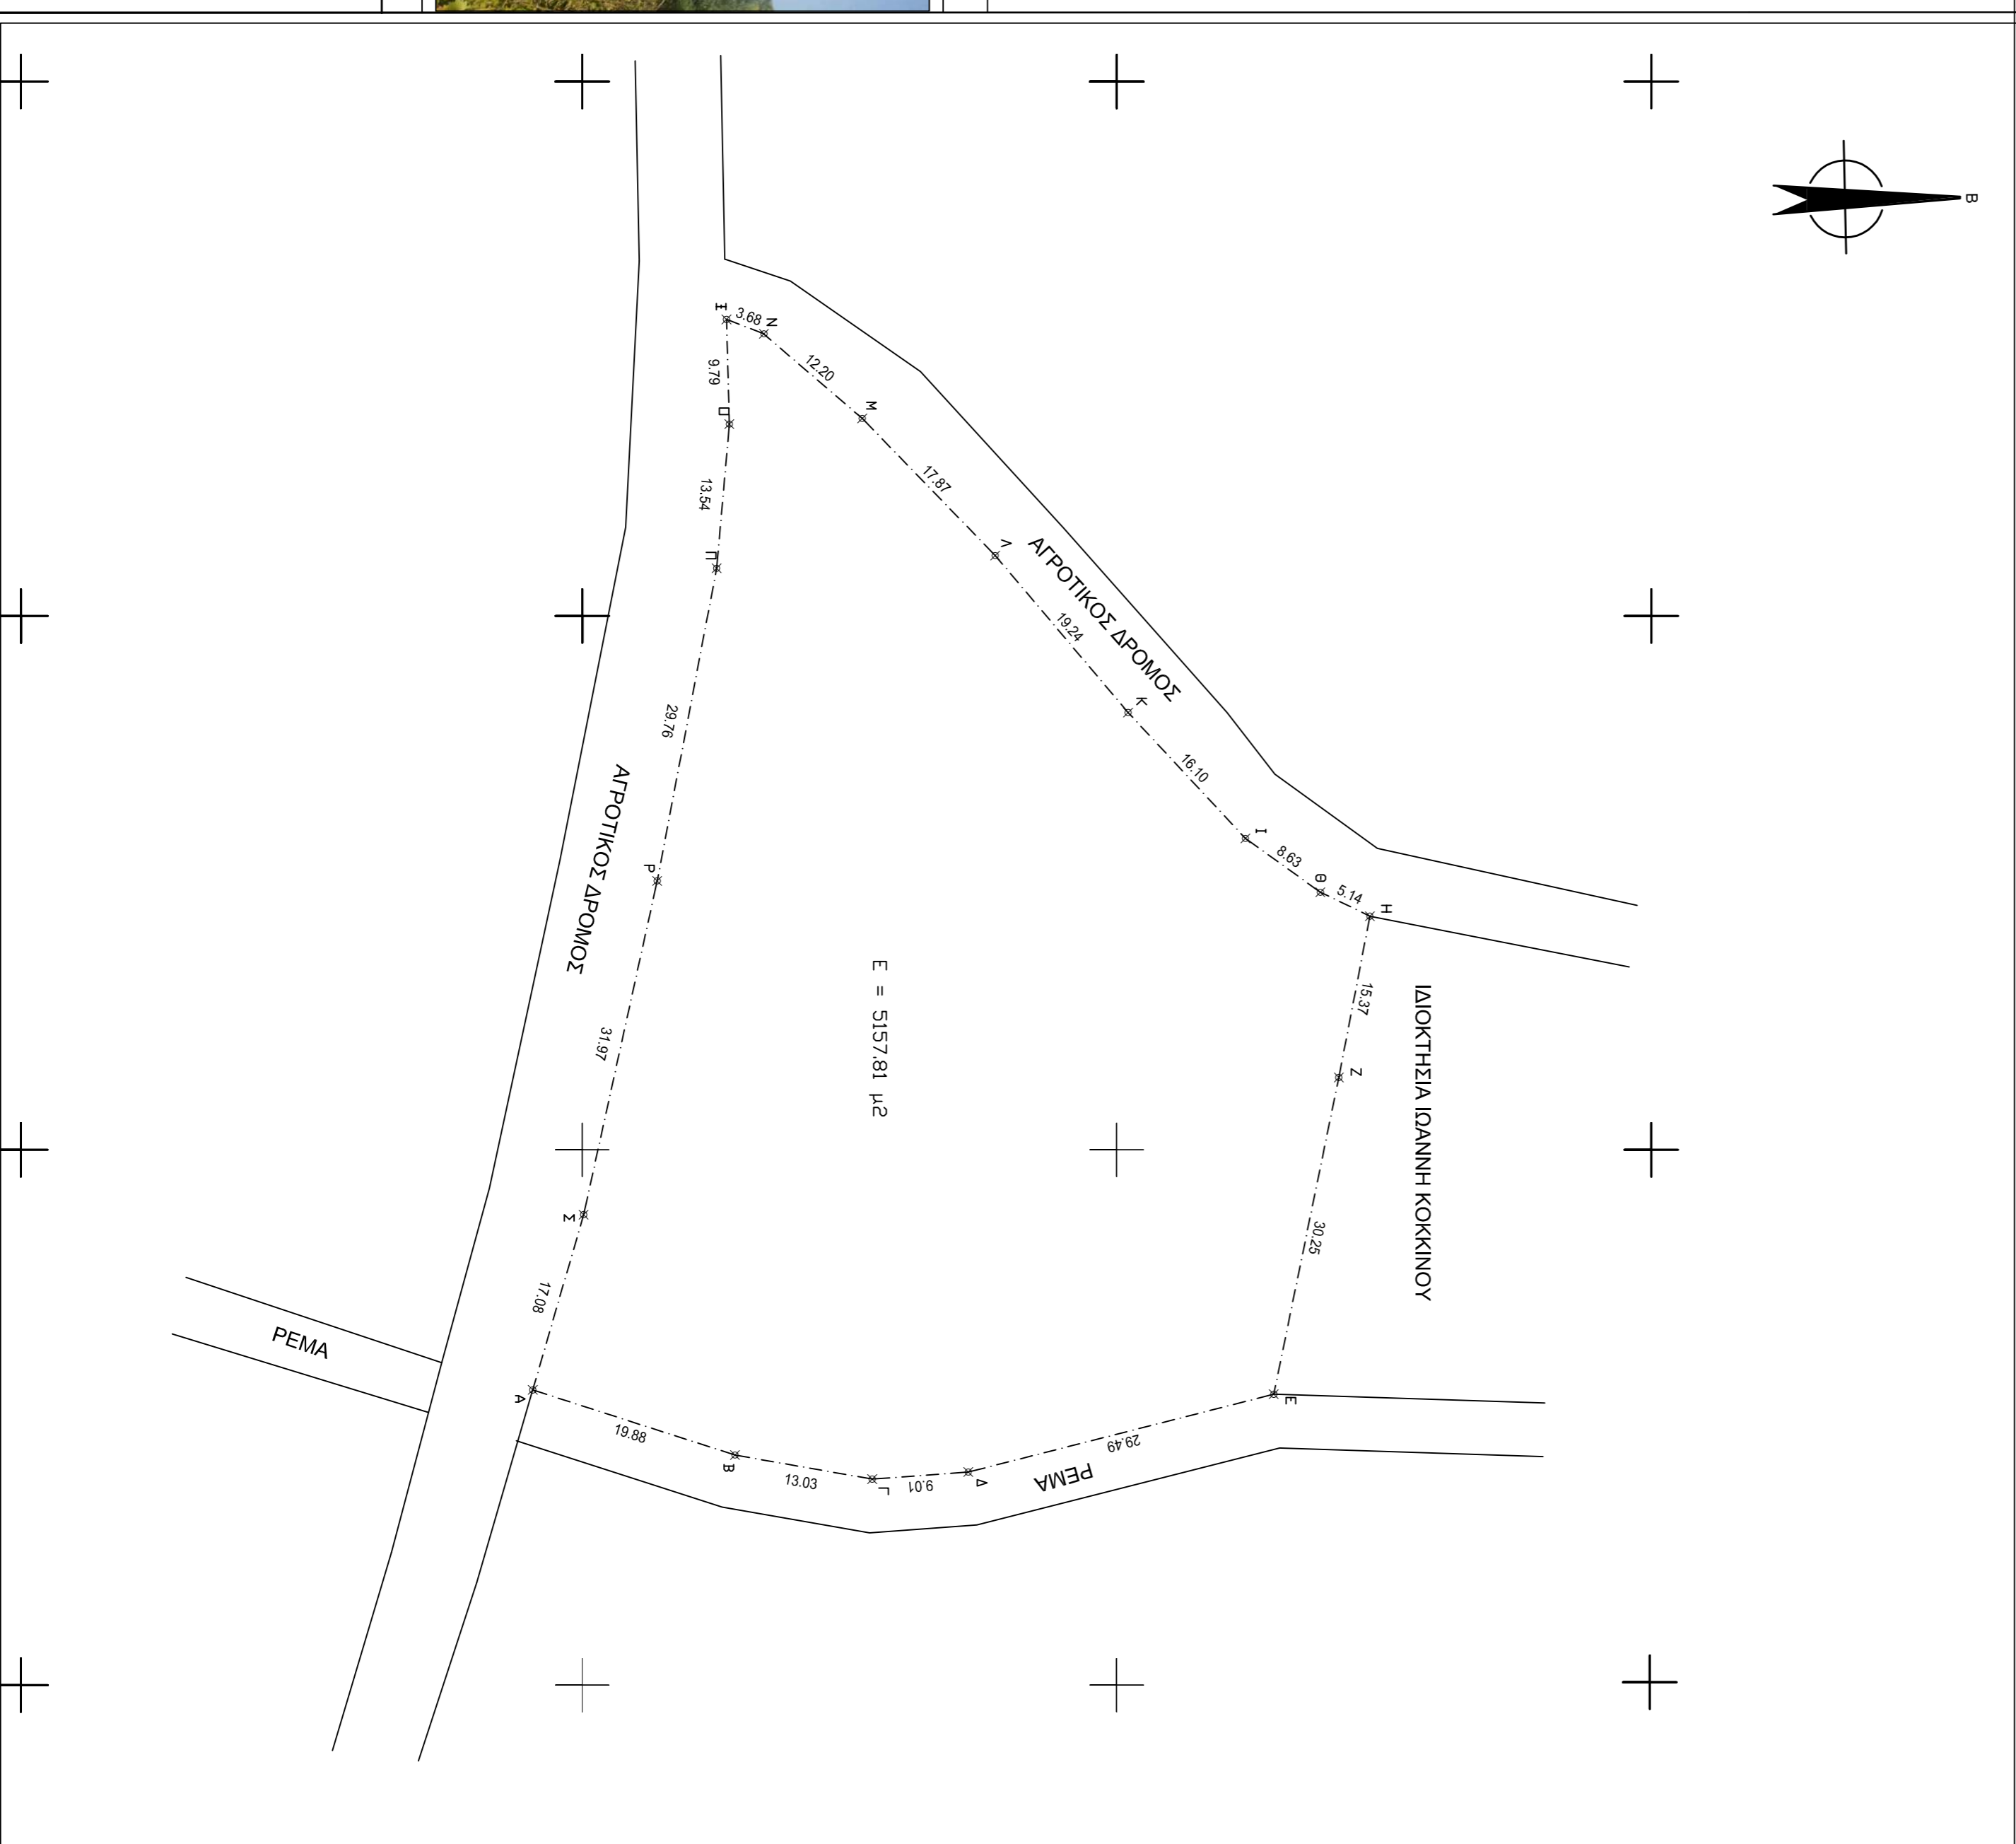 Β
Ξ
3.68
Ν
9.79
12.20
Ο
Μ
13.54
17.87
Π
Λ
ΑΓΡΟΤΙΚΟΣ ΔΡΟΜΟΣ
19.24
Κ
29.76
16.10
ΑΓΡΟΤΙΚΟΣ ΔΡΟΜΟΣ
Ι
8.63
Θ
5.14
Η
Ρ
15.37
ΙΔΙΟΚΤΗΣΙΑ ΙΩΑΝΝΗ ΚΟΚΚΙΝΟΥ
E = 5157.81 μ2
31.97
Ζ
Σ
30.25
17.08
ΡΕΜΑ
Α
Ε
19.88
29.49
Β
13.03
Γ
9.01
Δ
ΡΕΜΑ